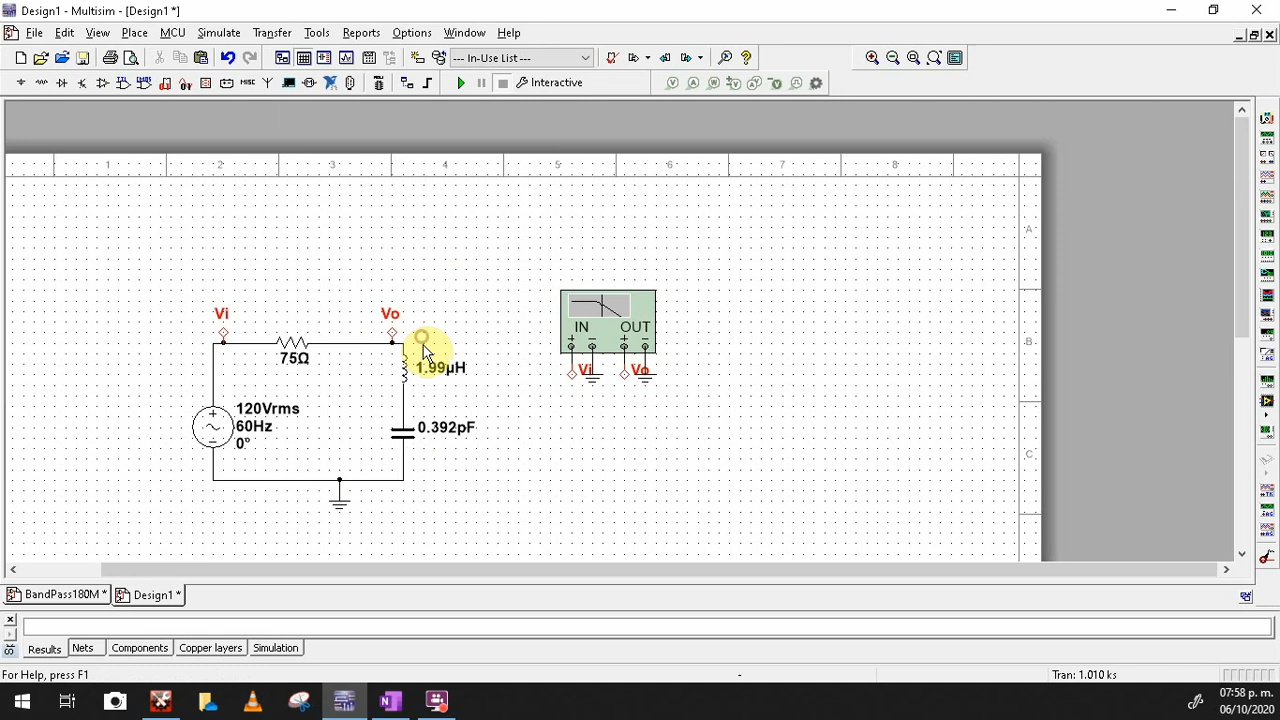 Design1 - Multisim - [Design1 *]
File Edit View Place MCU Simulate Transfer Tools Reports Options Window Help
--- In-Use List ---
MISC
Interactive
1 2 3 4 5 6 7 8
A
B
C
Vi
Vo
75Ω
1.99µH
120Vrms
60Hz
0°
0.392pF
IN OUT
+ − + −
Vi Vo
BandPass180M * Design1 *
Results Nets Components Copper layers Simulation
For Help, press F1
-
Tran: 1.010 ks
07:58 p. m.
06/10/2020